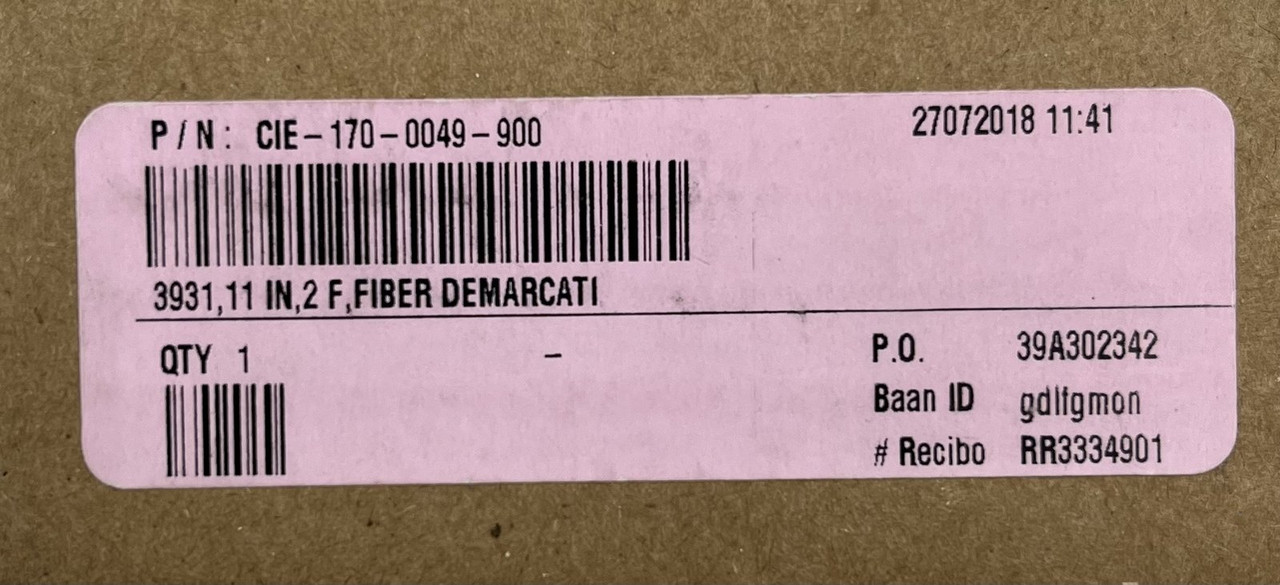 P/N: CIE-170-0049-900
27072018 11:41
3931,11 IN,2 F,FIBER DEMARCATI
QTY 1 -
P.O. 39A302342
Baan ID gdlfgmon
# Recibo RR3334901